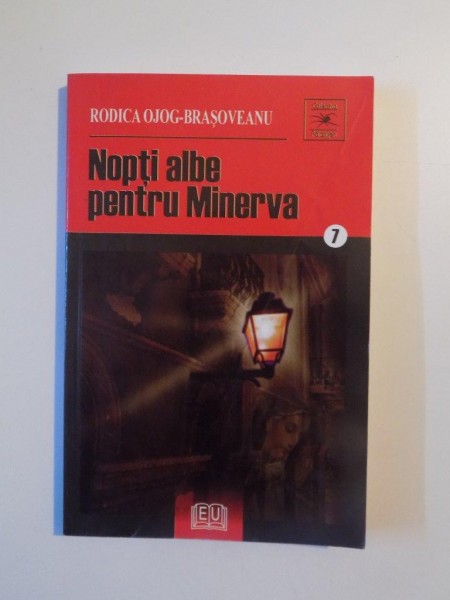 RODICA OJOG-BRAȘOVEANU
Nopți albe
pentru Minerva
7
EU